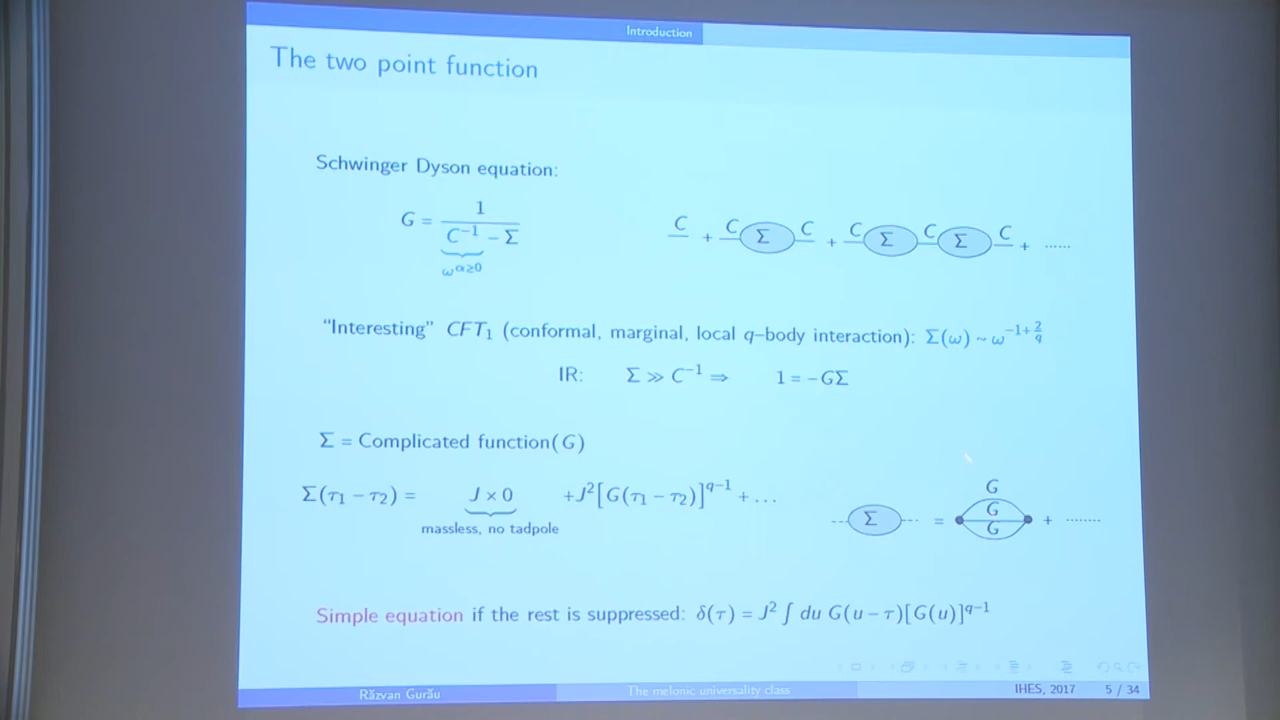 Introduction
The two point function
Schwinger Dyson equation:
G = 1 / (C⁻¹ − Σ)
ω^{α≥0}
C + C Σ C + C Σ C Σ C + ......
"Interesting" CFT₁ (conformal, marginal, local q–body interaction): Σ(ω) ~ ω^{−1+2/q}
IR: Σ ≫ C⁻¹ ⇒ 1 = −GΣ
Σ = Complicated function(G)
Σ(τ₁ − τ₂) = J × 0 +J²[G(τ₁ − τ₂)]^{q−1} + ...
massless, no tadpole
Σ = G G G + ........
Simple equation if the rest is suppressed: δ(τ) = J² ∫ du G(u − τ)[G(u)]^{q−1}
Răzvan Gurău The melonic universality class IHES, 2017 5 / 34